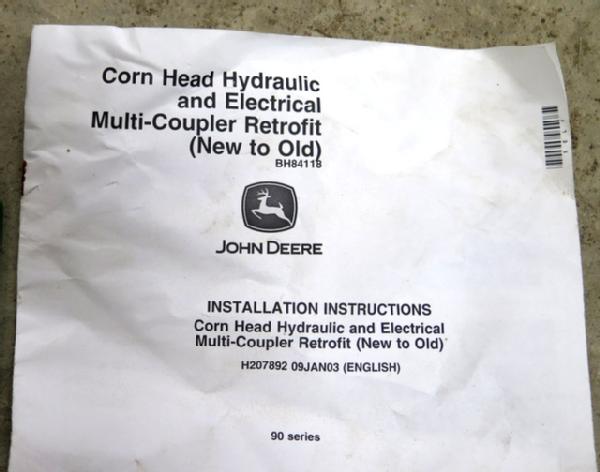 Corn Head Hydraulic
and Electrical
Multi-Coupler Retrofit
(New to Old)
BH84118
JOHN DEERE
INSTALLATION INSTRUCTIONS
Corn Head Hydraulic and Electrical
Multi-Coupler Retrofit (New to Old)
H207892 09JAN03 (ENGLISH)
90 series